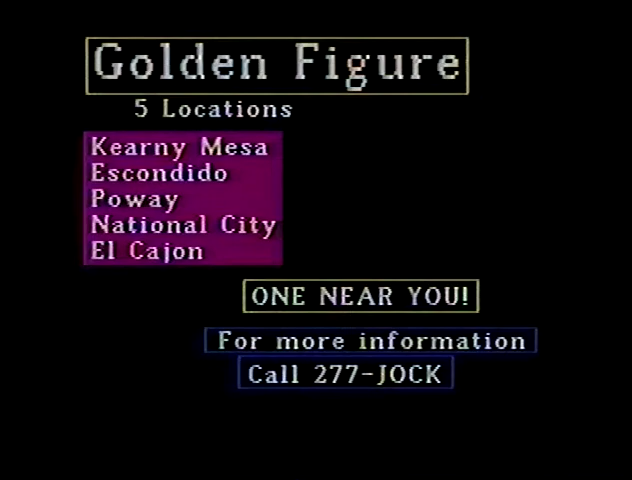 Golden Figure
5 Locations
Kearny Mesa
Escondido
Poway
National City
El Cajon
ONE NEAR YOU!
For more information
Call 277-JOCK